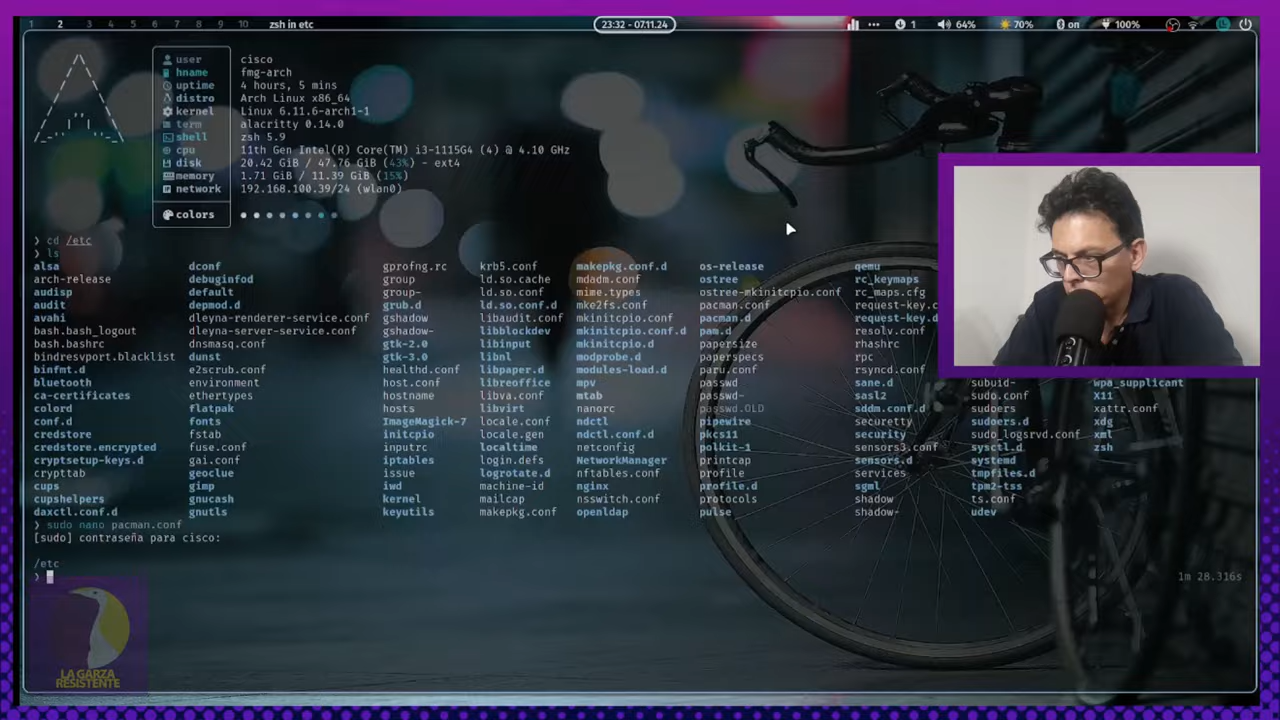 1 2 3 4 5 6 7 8 9 10 zsh in etc 23:32 - 07.11.24 1 64% 70% on 100%
user cisco
hname fmg-arch
uptime 4 hours, 5 mins
distro Arch Linux x86_64
kernel Linux 6.11.6-arch1-1
term alacritty 0.14.0
shell zsh 5.9
cpu 11th Gen Intel(R) Core(TM) i3-1115G4 (4) @ 4.10 GHz
disk 20.42 GiB / 47.76 GiB (43%) - ext4
memory 1.71 GiB / 11.39 GiB (15%)
network 192.168.100.39/24 (wlan0)
colors
❯ cd /etc
❯ ls
alsa dconf gprofng.rc krb5.conf makepkg.conf.d os-release qemu
arch-release debuginfod group ld.so.cache mdadm.conf ostree rc_keymaps
audisp default group- ld.so.conf mime.types ostree-mkinitcpio.conf rc_maps.cfg
audit depmod.d grub.d ld.so.conf.d mke2fs.conf pacman.conf request-key.c
avahi dleyna-renderer-service.conf gshadow libaudit.conf mkinitcpio.conf pacman.d request-key.d
bash.bash_logout dleyna-server-service.conf gshadow- libblockdev mkinitcpio.conf.d pam.d resolv.conf
bash.bashrc dnsmasq.conf gtk-2.0 libinput mkinitcpio.d papersize rhashrc
bindresvport.blacklist dunst gtk-3.0 libnl modprobe.d paperspecs rpc
binfmt.d e2scrub.conf healthd.conf libpaper.d modules-load.d paru.conf rsyncd.conf
bluetooth environment host.conf libreoffice mpv passwd sane.d subuid- wpa_supplicant
ca-certificates ethertypes hostname libva.conf mtab passwd- sasl2 sudo.conf X11
colord flatpak hosts libvirt nanorc passwd.OLD sddm.conf.d sudoers xattr.conf
conf.d fonts ImageMagick-7 locale.conf ndctl pipewire securetty sudoers.d xdg
credstore fstab initcpio locale.gen ndctl.conf.d pkcs11 security sudo_logsrvd.conf xml
credstore.encrypted fuse.conf inputrc localtime netconfig polkit-1 sensors3.conf sysctl.d zsh
cryptsetup-keys.d gai.conf iptables login.defs NetworkManager printcap sensors.d systemd
crypttab geoclue issue logrotate.d nftables.conf profile services tmpfiles.d
cups gimp iwd machine-id nginx profile.d sgml tpm2-tss
cupshelpers gnucash kernel mailcap nsswitch.conf protocols shadow ts.conf
daxctl.conf.d gnutls keyutils makepkg.conf openldap pulse shadow- udev
❯ sudo nano pacman.conf
[sudo] contraseña para cisco:
/etc
❯ 1m 28.316s
LA GARZA
RESISTENTE